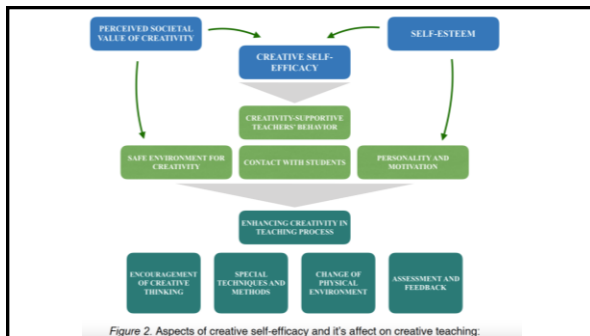 PERCEIVED SOCIETAL
VALUE OF CREATIVITY
SELF-ESTEEM
CREATIVE SELF-
EFFICACY
CREATIVITY-SUPPORTIVE
TEACHERS' BEHAVIOR
SAFE ENVIRONMENT FOR
CREATIVITY
CONTACT WITH STUDENTS
PERSONALITY AND
MOTIVATION
ENHANCING CREATIVITY IN
TEACHING PROCESS
ENCOURAGEMENT
OF CREATIVE
THINKING
SPECIAL
TECHNIQUES AND
METHODS
CHANGE OF
PHYSICAL
ENVIRONMENT
ASSESSMENT AND
FEEDBACK
Figure 2. Aspects of creative self-efficacy and it's affect on creative teaching: